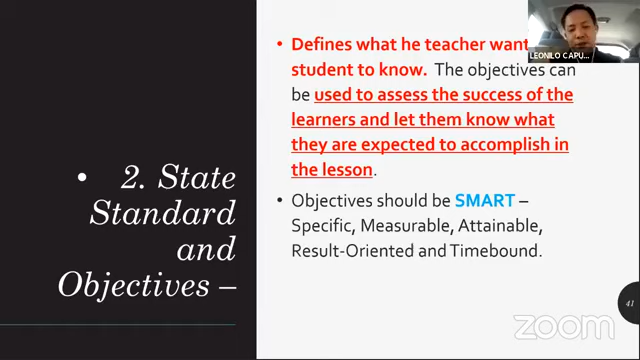 • 2. State
Standard
and
Objectives –
• Defines what he teacher want
student to know. The objectives can
be used to assess the success of the
learners and let them know what
they are expected to accomplish in
the lesson.
• Objectives should be SMART –
Specific, Measurable, Attainable,
Result-Oriented and Timebound.
LEONILO CAPU...
41
zoom